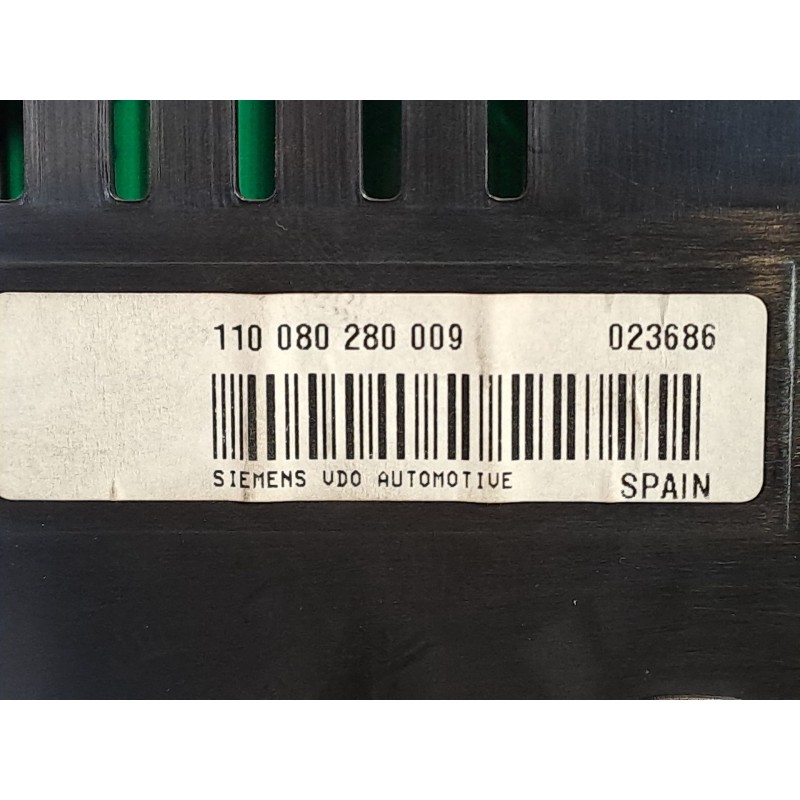 110 080 280 009 023686
SIEMENS VDO AUTOMOTIVE SPAIN